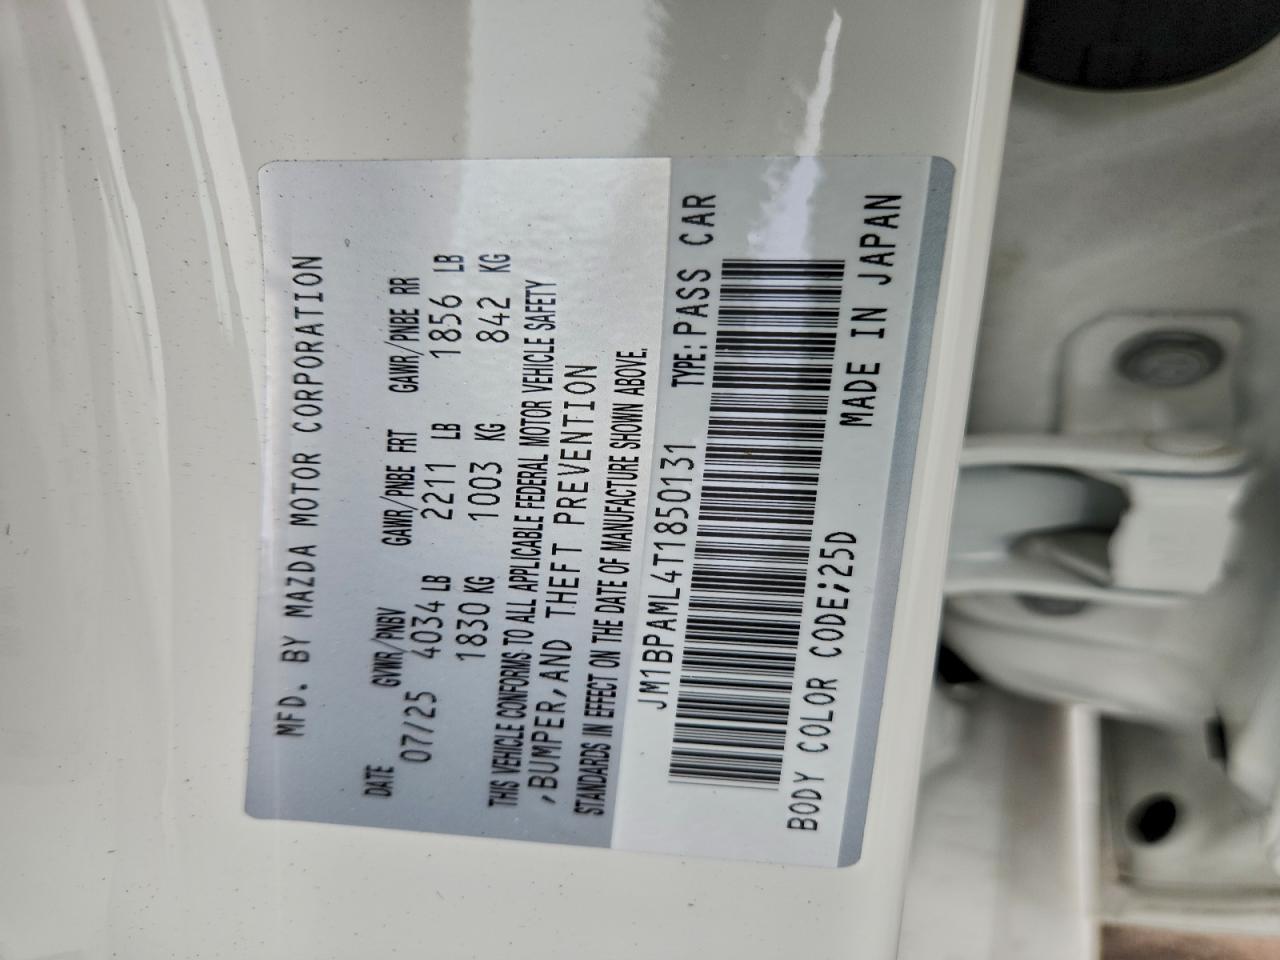 MFD. BY MAZDA MOTOR CORPORATION
DATE GVWR/PNBV GAWR/PNBE FRT GAWR/PNBE RR
07/25 4034 LB 2211 LB 1856 LB
1830 KG 1003 KG 842 KG
THIS VEHICLE CONFORMS TO ALL APPLICABLE FEDERAL MOTOR VEHICLE SAFETY
,BUMPER,AND THEFT PREVENTION
STANDARDS IN EFFECT ON THE DATE OF MANUFACTURE SHOWN ABOVE.
JM1BPAML4T1850131 TYPE: PASS CAR
BODY COLOR CODE;25D MADE IN JAPAN